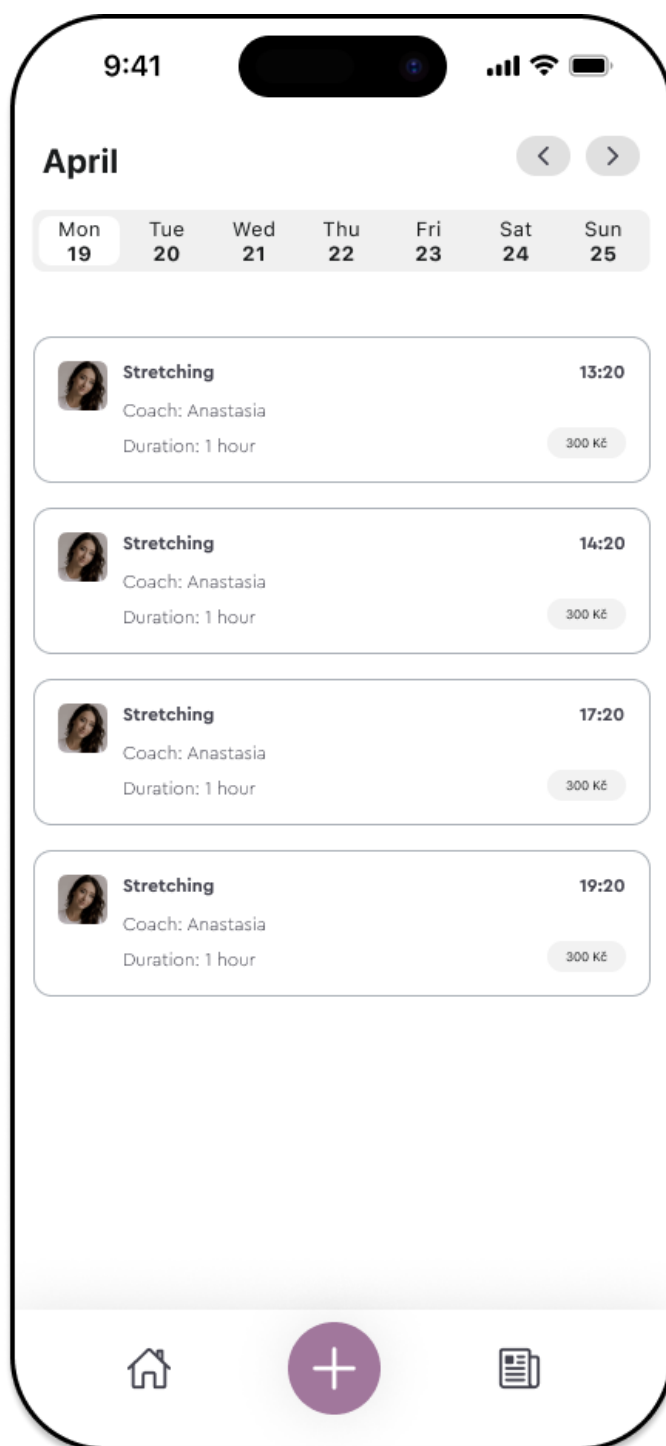 9:41
April
Mon Tue Wed Thu Fri Sat Sun
19 20 21 22 23 24 25
Stretching 13:20
Coach: Anastasia
Duration: 1 hour 300 Kč
Stretching 14:20
Coach: Anastasia
Duration: 1 hour 300 Kč
Stretching 17:20
Coach: Anastasia
Duration: 1 hour 300 Kč
Stretching 19:20
Coach: Anastasia
Duration: 1 hour 300 Kč